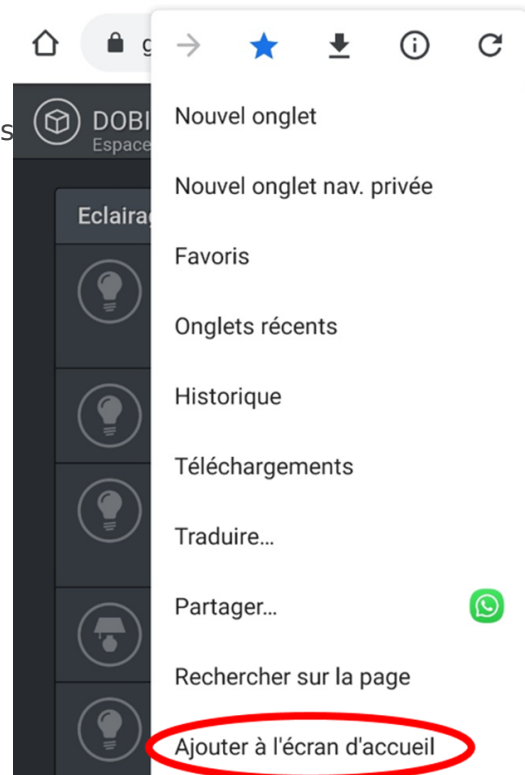 g
s
DOBI
Espace
Eclairag
Nouvel onglet
Nouvel onglet nav. privée
Favoris
Onglets récents
Historique
Téléchargements
Traduire...
Partager...
Rechercher sur la page
Ajouter à l'écran d'accueil